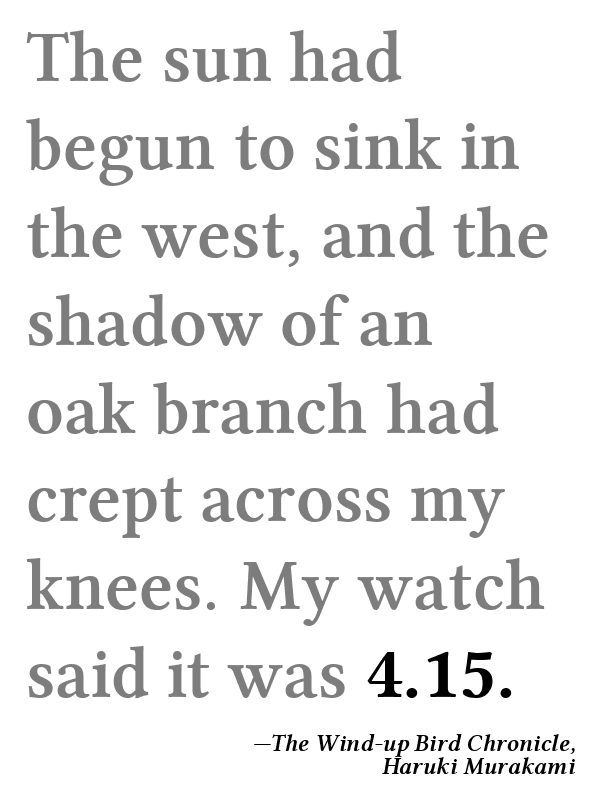 The sun had
begun to sink in
the west, and the
shadow of an
oak branch had
crept across my
knees. My watch
said it was 4.15.
—The Wind-up Bird Chronicle,
Haruki Murakami